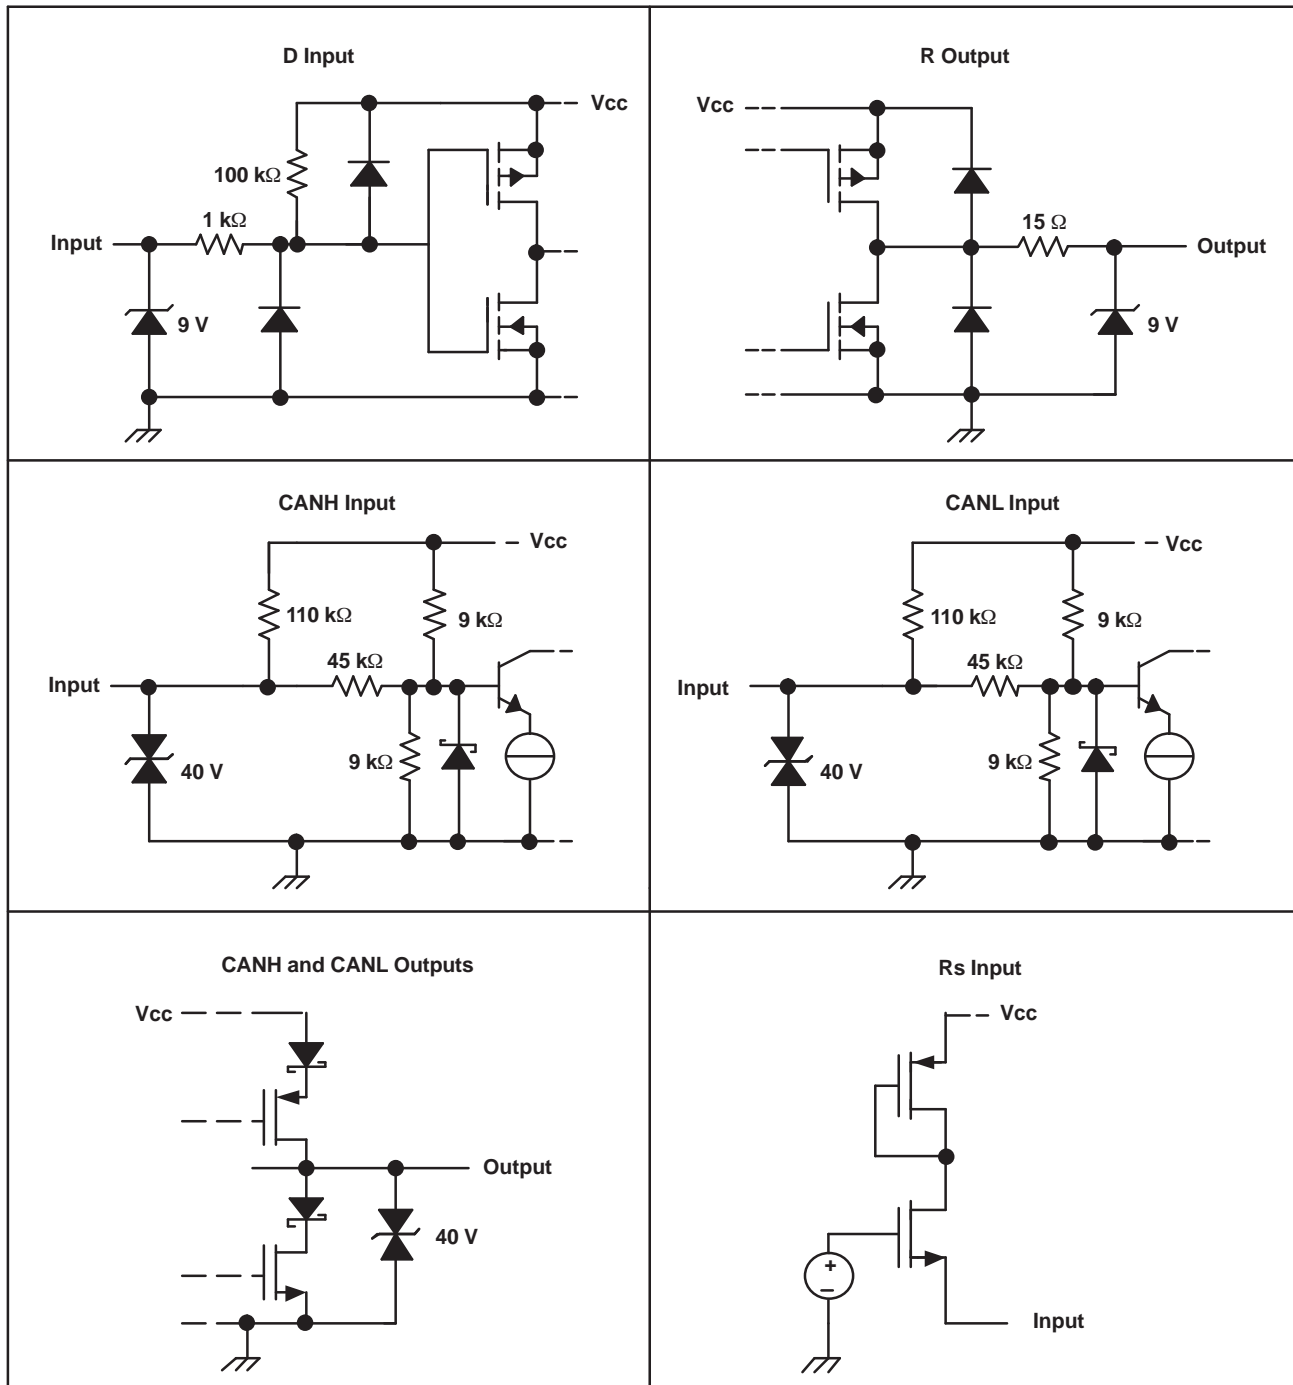 D Input
Vcc
100 kΩ
1 kΩ
Input
9 V
R Output
Vcc
15 Ω
Output
9 V
CANH Input
Vcc
110 kΩ
9 kΩ
45 kΩ
Input
9 kΩ
40 V
CANL Input
Vcc
110 kΩ
9 kΩ
45 kΩ
Input
9 kΩ
40 V
CANH and CANL Outputs
Vcc
Output
40 V
Rs Input
Vcc
+
−
Input